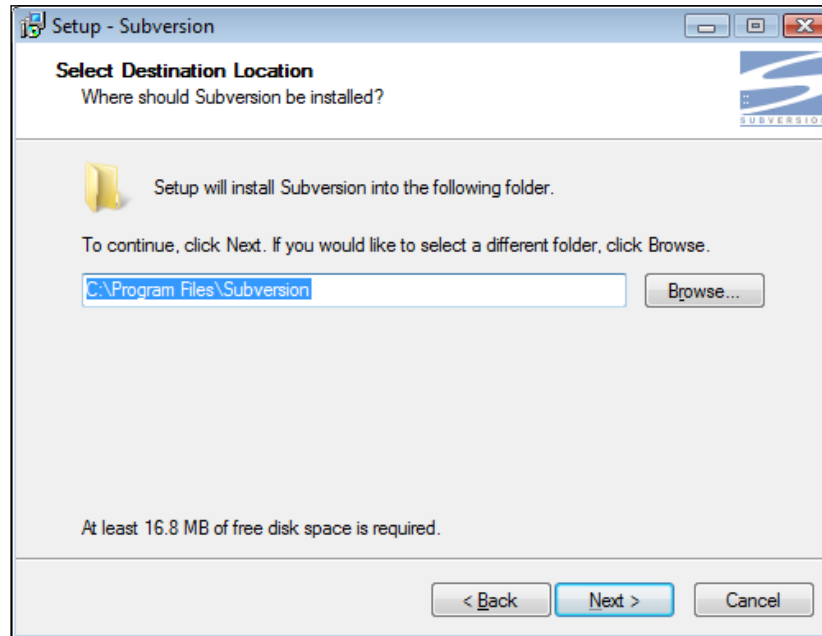 Setup - Subversion
Select Destination Location
Where should Subversion be installed?
SUBVERSION
Setup will install Subversion into the following folder.
To continue, click Next. If you would like to select a different folder, click Browse.
C:\Program Files\Subversion
Browse...
At least 16.8 MB of free disk space is required.
< Back
Next >
Cancel